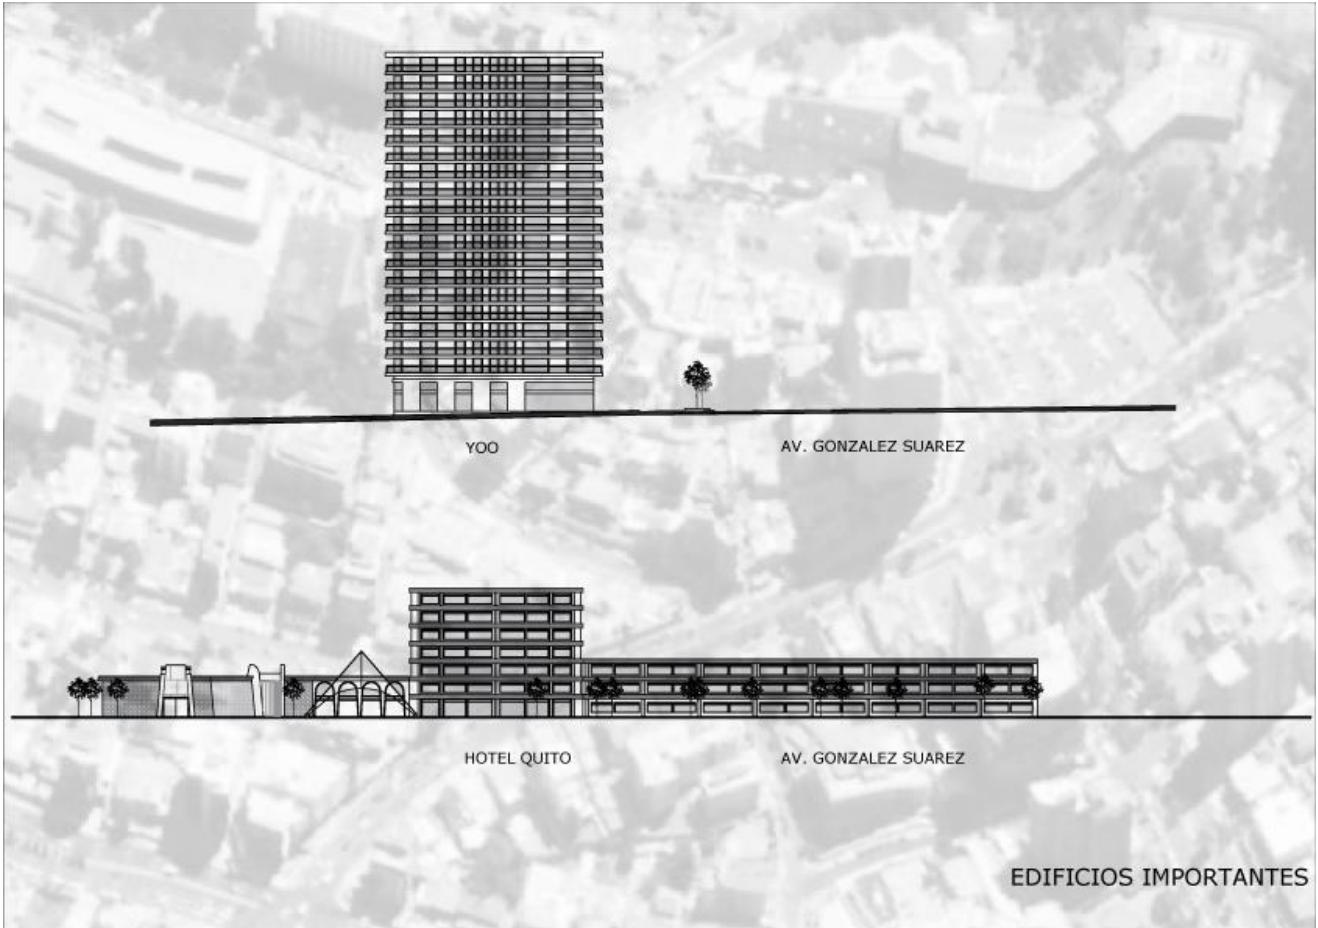 YOO
AV. GONZALEZ SUAREZ
HOTEL QUITO
AV. GONZALEZ SUAREZ
EDIFICIOS IMPORTANTES